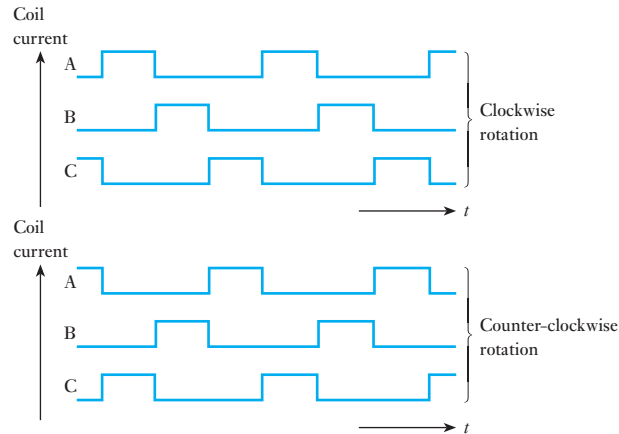 Coil
current
A
B
C
Clockwise
rotation
t
Coil
current
A
B
C
Counter-clockwise
rotation
t